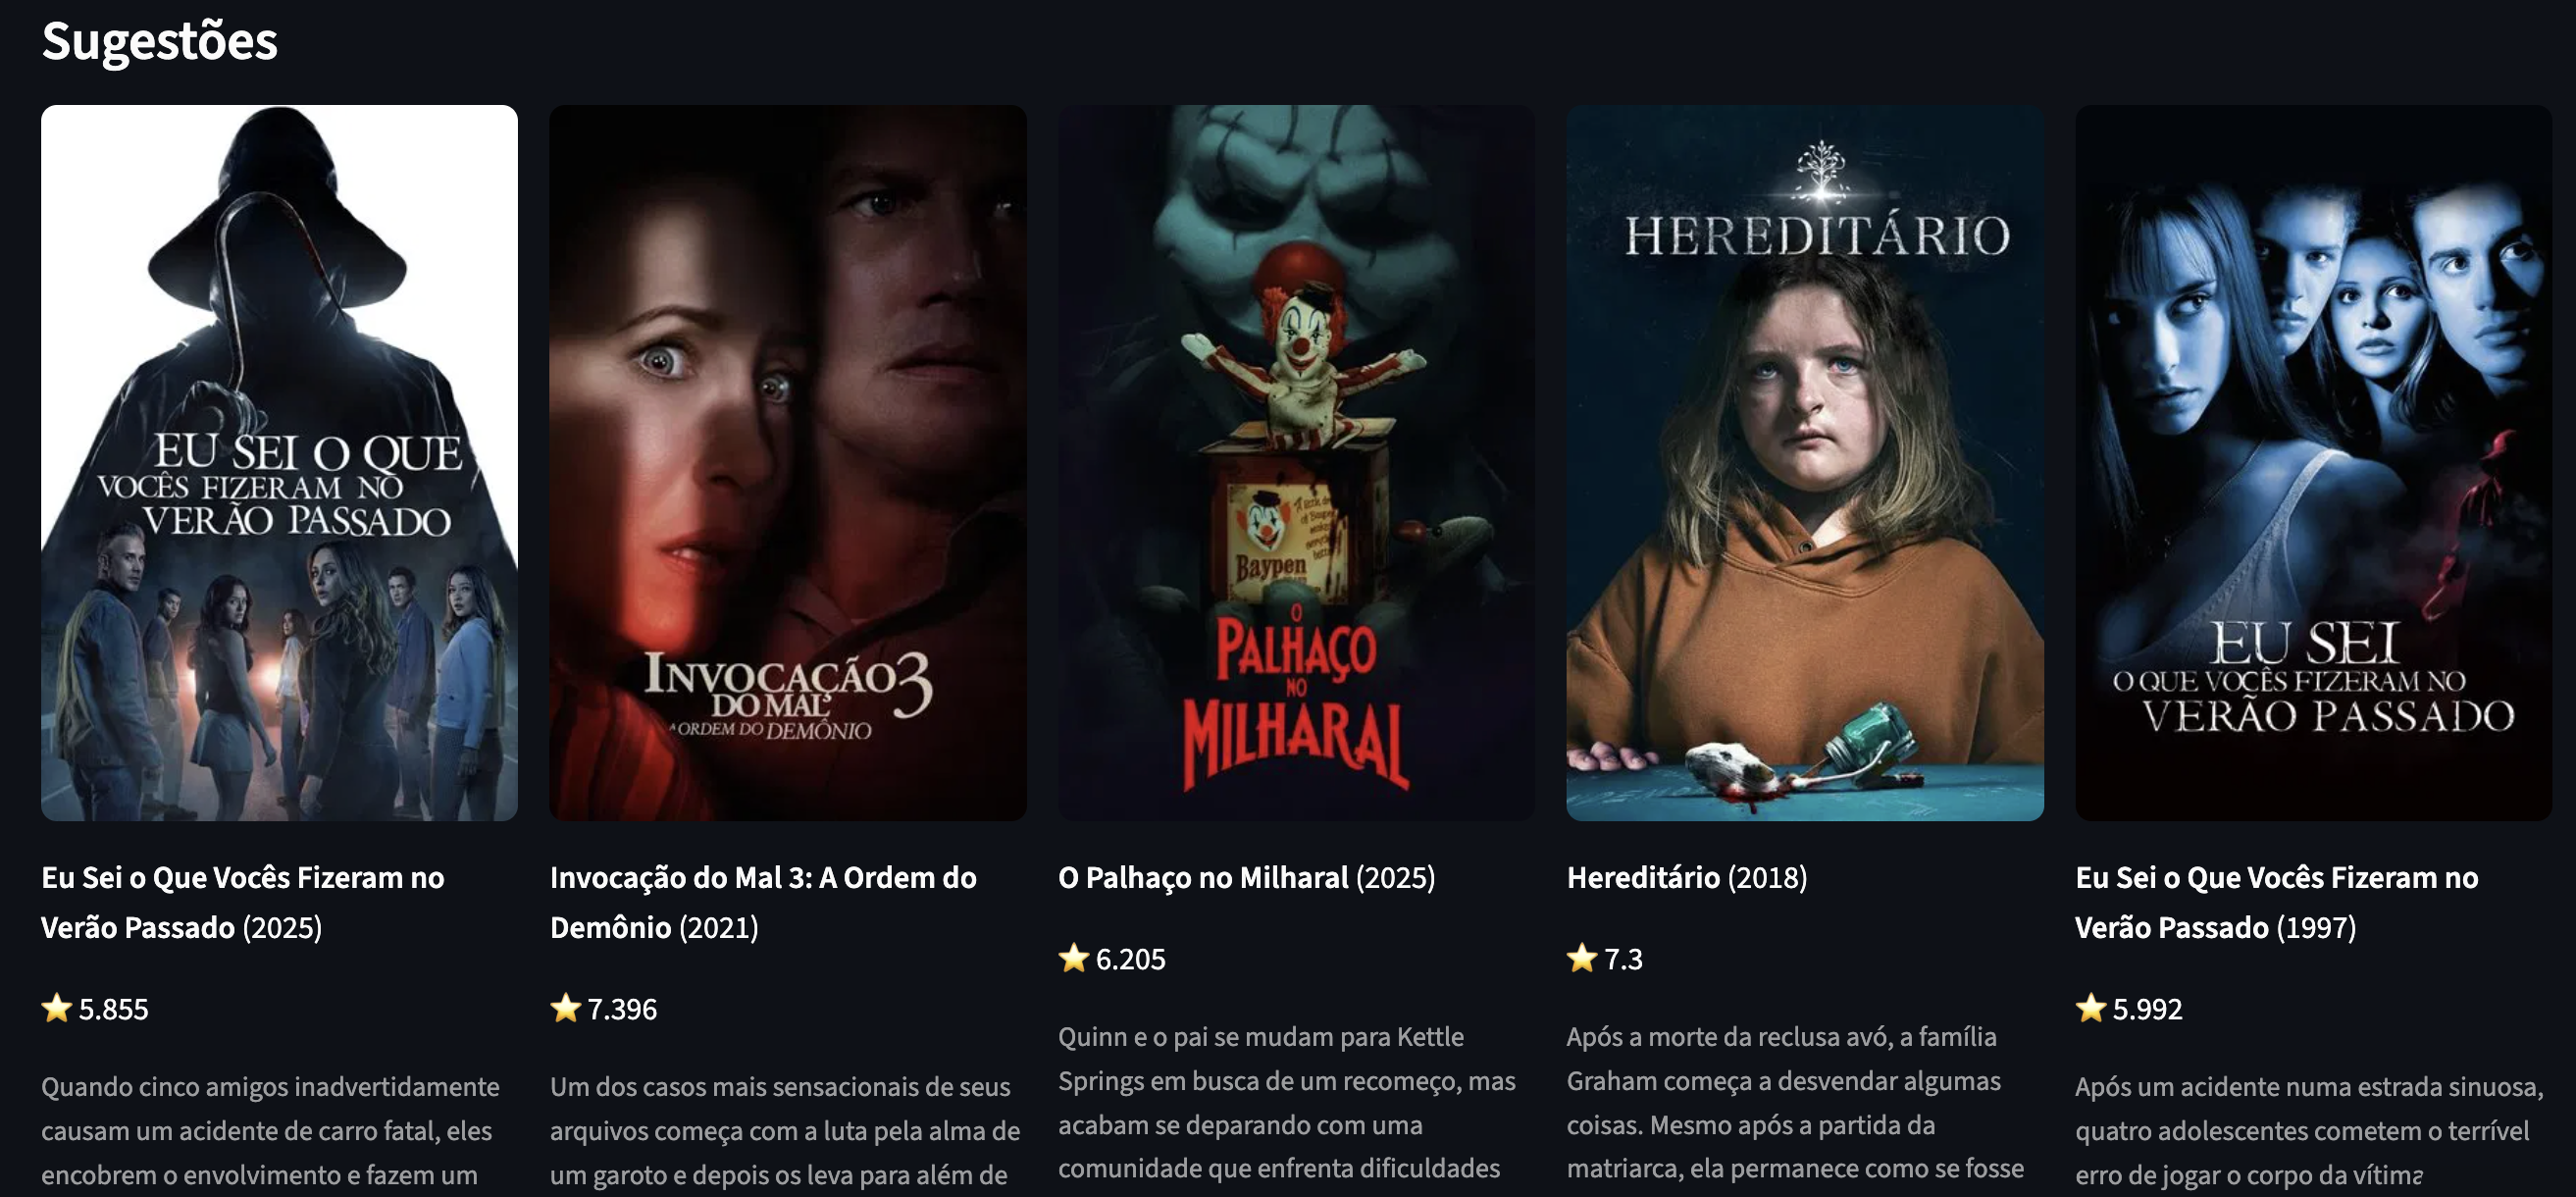 Sugestões
EU SEI O QUE
VOCÊS FIZERAM NO
VERÃO PASSADO
INVOCAÇÃO 3
DO MAL
A ORDEM DO DEMÔNIO
Baypen
O
PALHAÇO
NO
MILHARAL
HEREDITÁRIO
EU SEI
O QUE VOCÊS FIZERAM NO
VERÃO PASSADO
Eu Sei o Que Vocês Fizeram no
Verão Passado (2025)
⭐ 5.855
Quando cinco amigos inadvertidamente
causam um acidente de carro fatal, eles
encobrem o envolvimento e fazem um
Invocação do Mal 3: A Ordem do
Demônio (2021)
⭐ 7.396
Um dos casos mais sensacionais de seus
arquivos começa com a luta pela alma de
um garoto e depois os leva para além de
O Palhaço no Milharal (2025)
⭐ 6.205
Quinn e o pai se mudam para Kettle
Springs em busca de um recomeço, mas
acabam se deparando com uma
comunidade que enfrenta dificuldades
Hereditário (2018)
⭐ 7.3
Após a morte da reclusa avó, a família
Graham começa a desvendar algumas
coisas. Mesmo após a partida da
matriarca, ela permanece como se fosse
Eu Sei o Que Vocês Fizeram no
Verão Passado (1997)
⭐ 5.992
Após um acidente numa estrada sinuosa,
quatro adolescentes cometem o terrível
erro de jogar o corpo da vítima